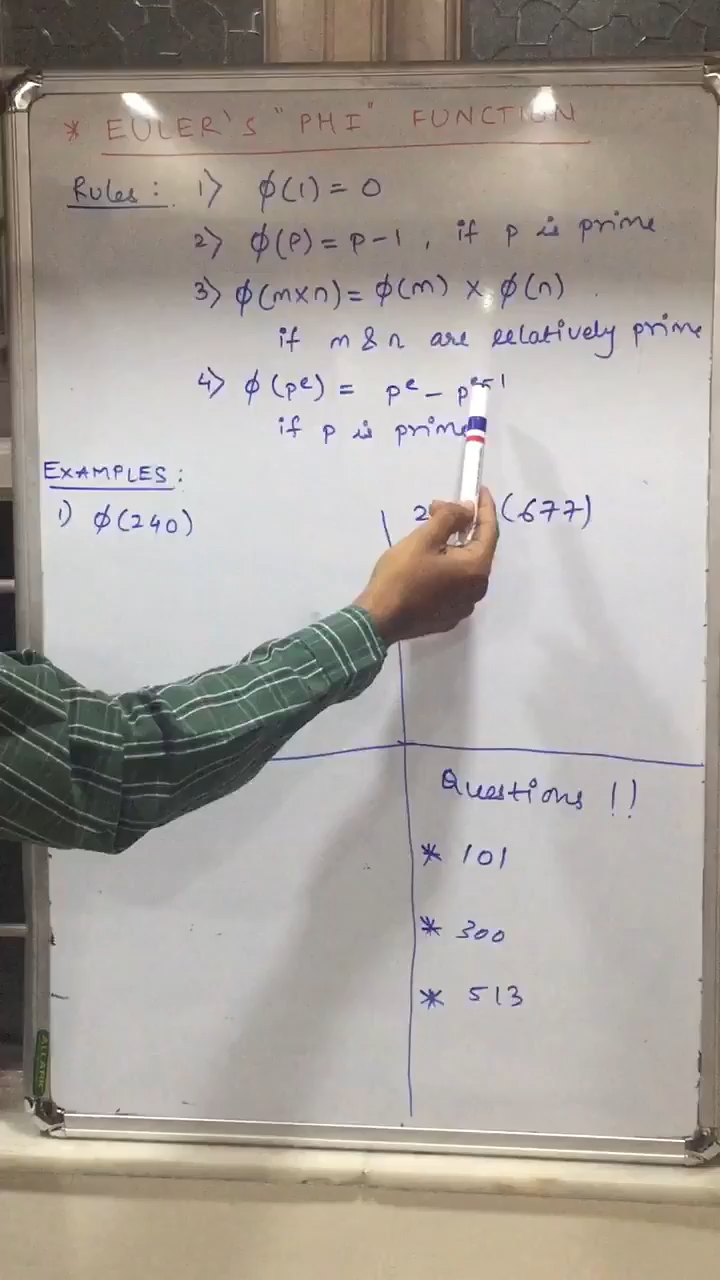 * EULER'S "PHI" FUNCTION
Rules: 1) ϕ(1) = 0
2) ϕ(P) = P-1, if p is prime
3) ϕ(m×n) = ϕ(m) × ϕ(n)
if m & n are relatively prime
4) ϕ(pᵉ) = pᵉ - pᵉ⁻¹
if p is prime
EXAMPLES:
1) ϕ(240)
2 (677)
Questions !!
* 101
* 300
* 513